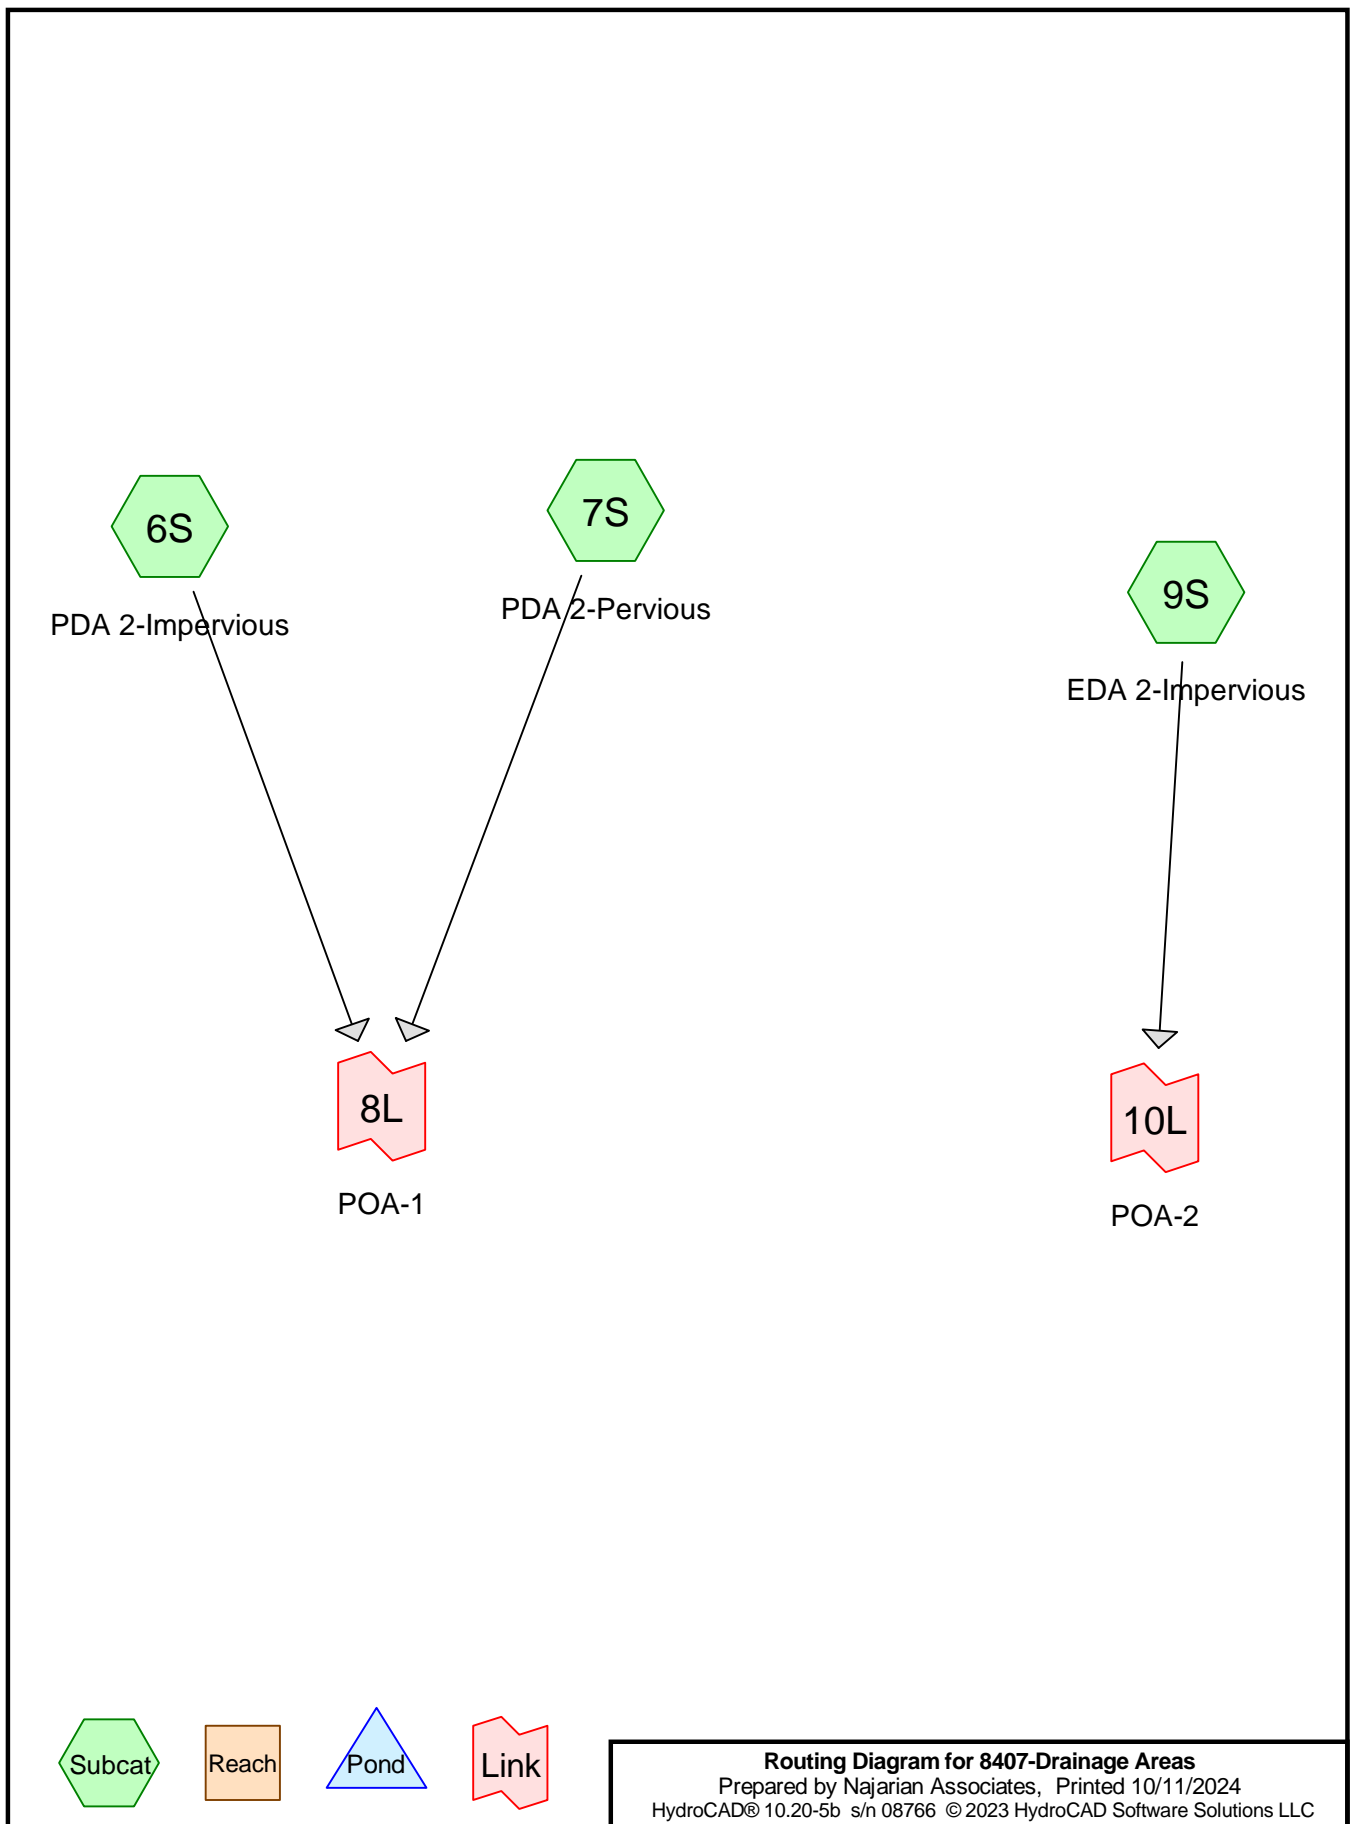 6S
PDA 2-Impervious
7S
PDA 2-Pervious
9S
EDA 2-Impervious
8L
POA-1
10L
POA-2
Subcat
Reach
Pond
Link
Routing Diagram for 8407-Drainage Areas
Prepared by Najarian Associates, Printed 10/11/2024
HydroCAD® 10.20-5b s/n 08766 © 2023 HydroCAD Software Solutions LLC